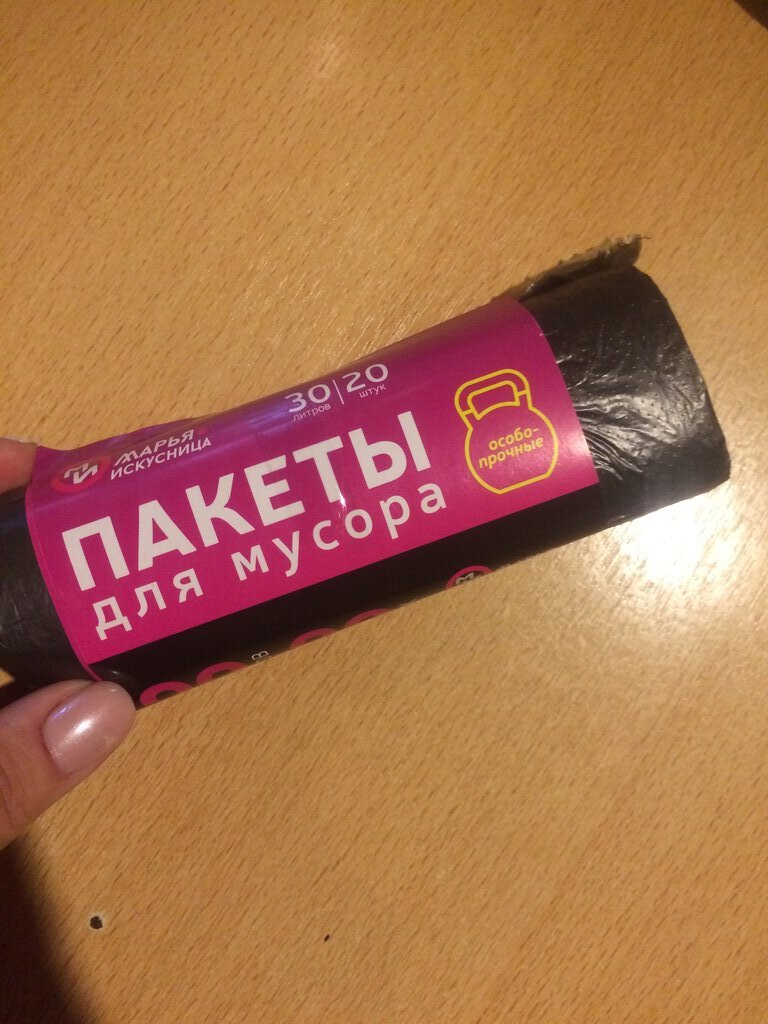 МАРЬЯ
ИСКУСНИЦА
30|20
литров штук
ПАКЕТЫ
для мусора
особо-
прочные